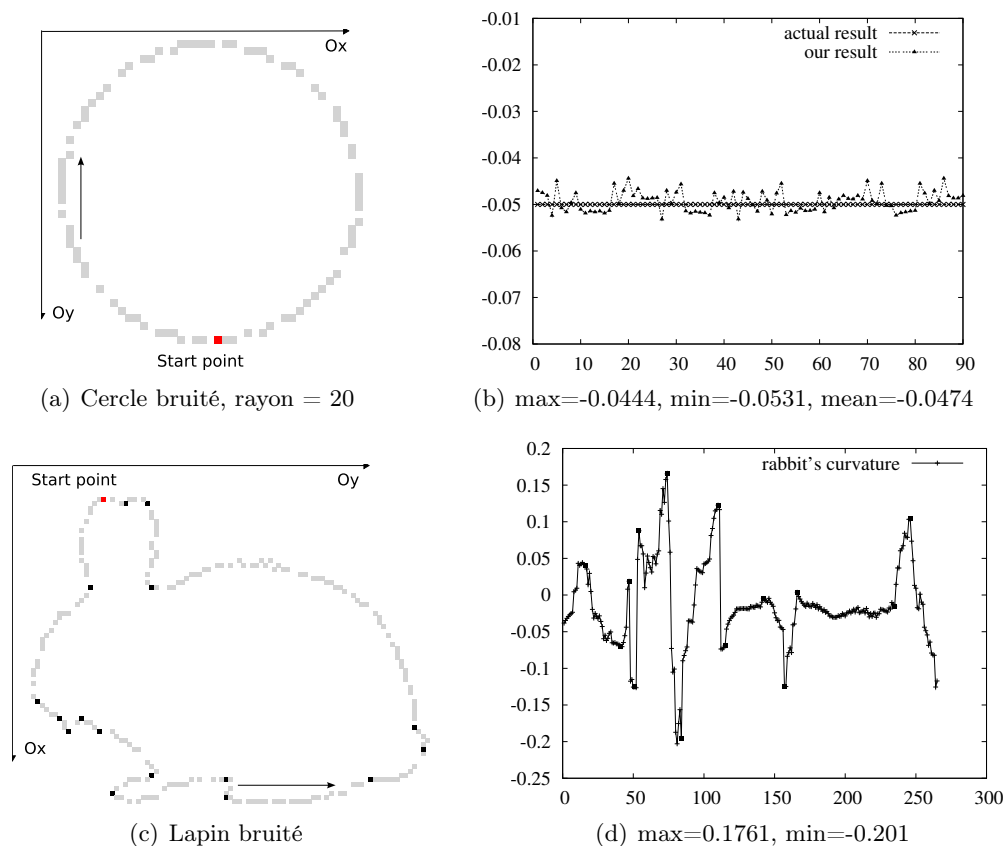 Ox
Oy
Start point
(a) Cercle bruité, rayon = 20
-0.01
-0.02
-0.03
-0.04
-0.05
-0.06
-0.07
-0.08
0 10 20 30 40 50 60 70 80 90
actual result
our result
(b) max=-0.0444, min=-0.0531, mean=-0.0474
Start point
Oy
Ox
(c) Lapin bruité
0.2
0.15
0.1
0.05
0
-0.05
-0.1
-0.15
-0.2
-0.25
0 50 100 150 200 250 300
rabbit's curvature
(d) max=0.1761, min=-0.201